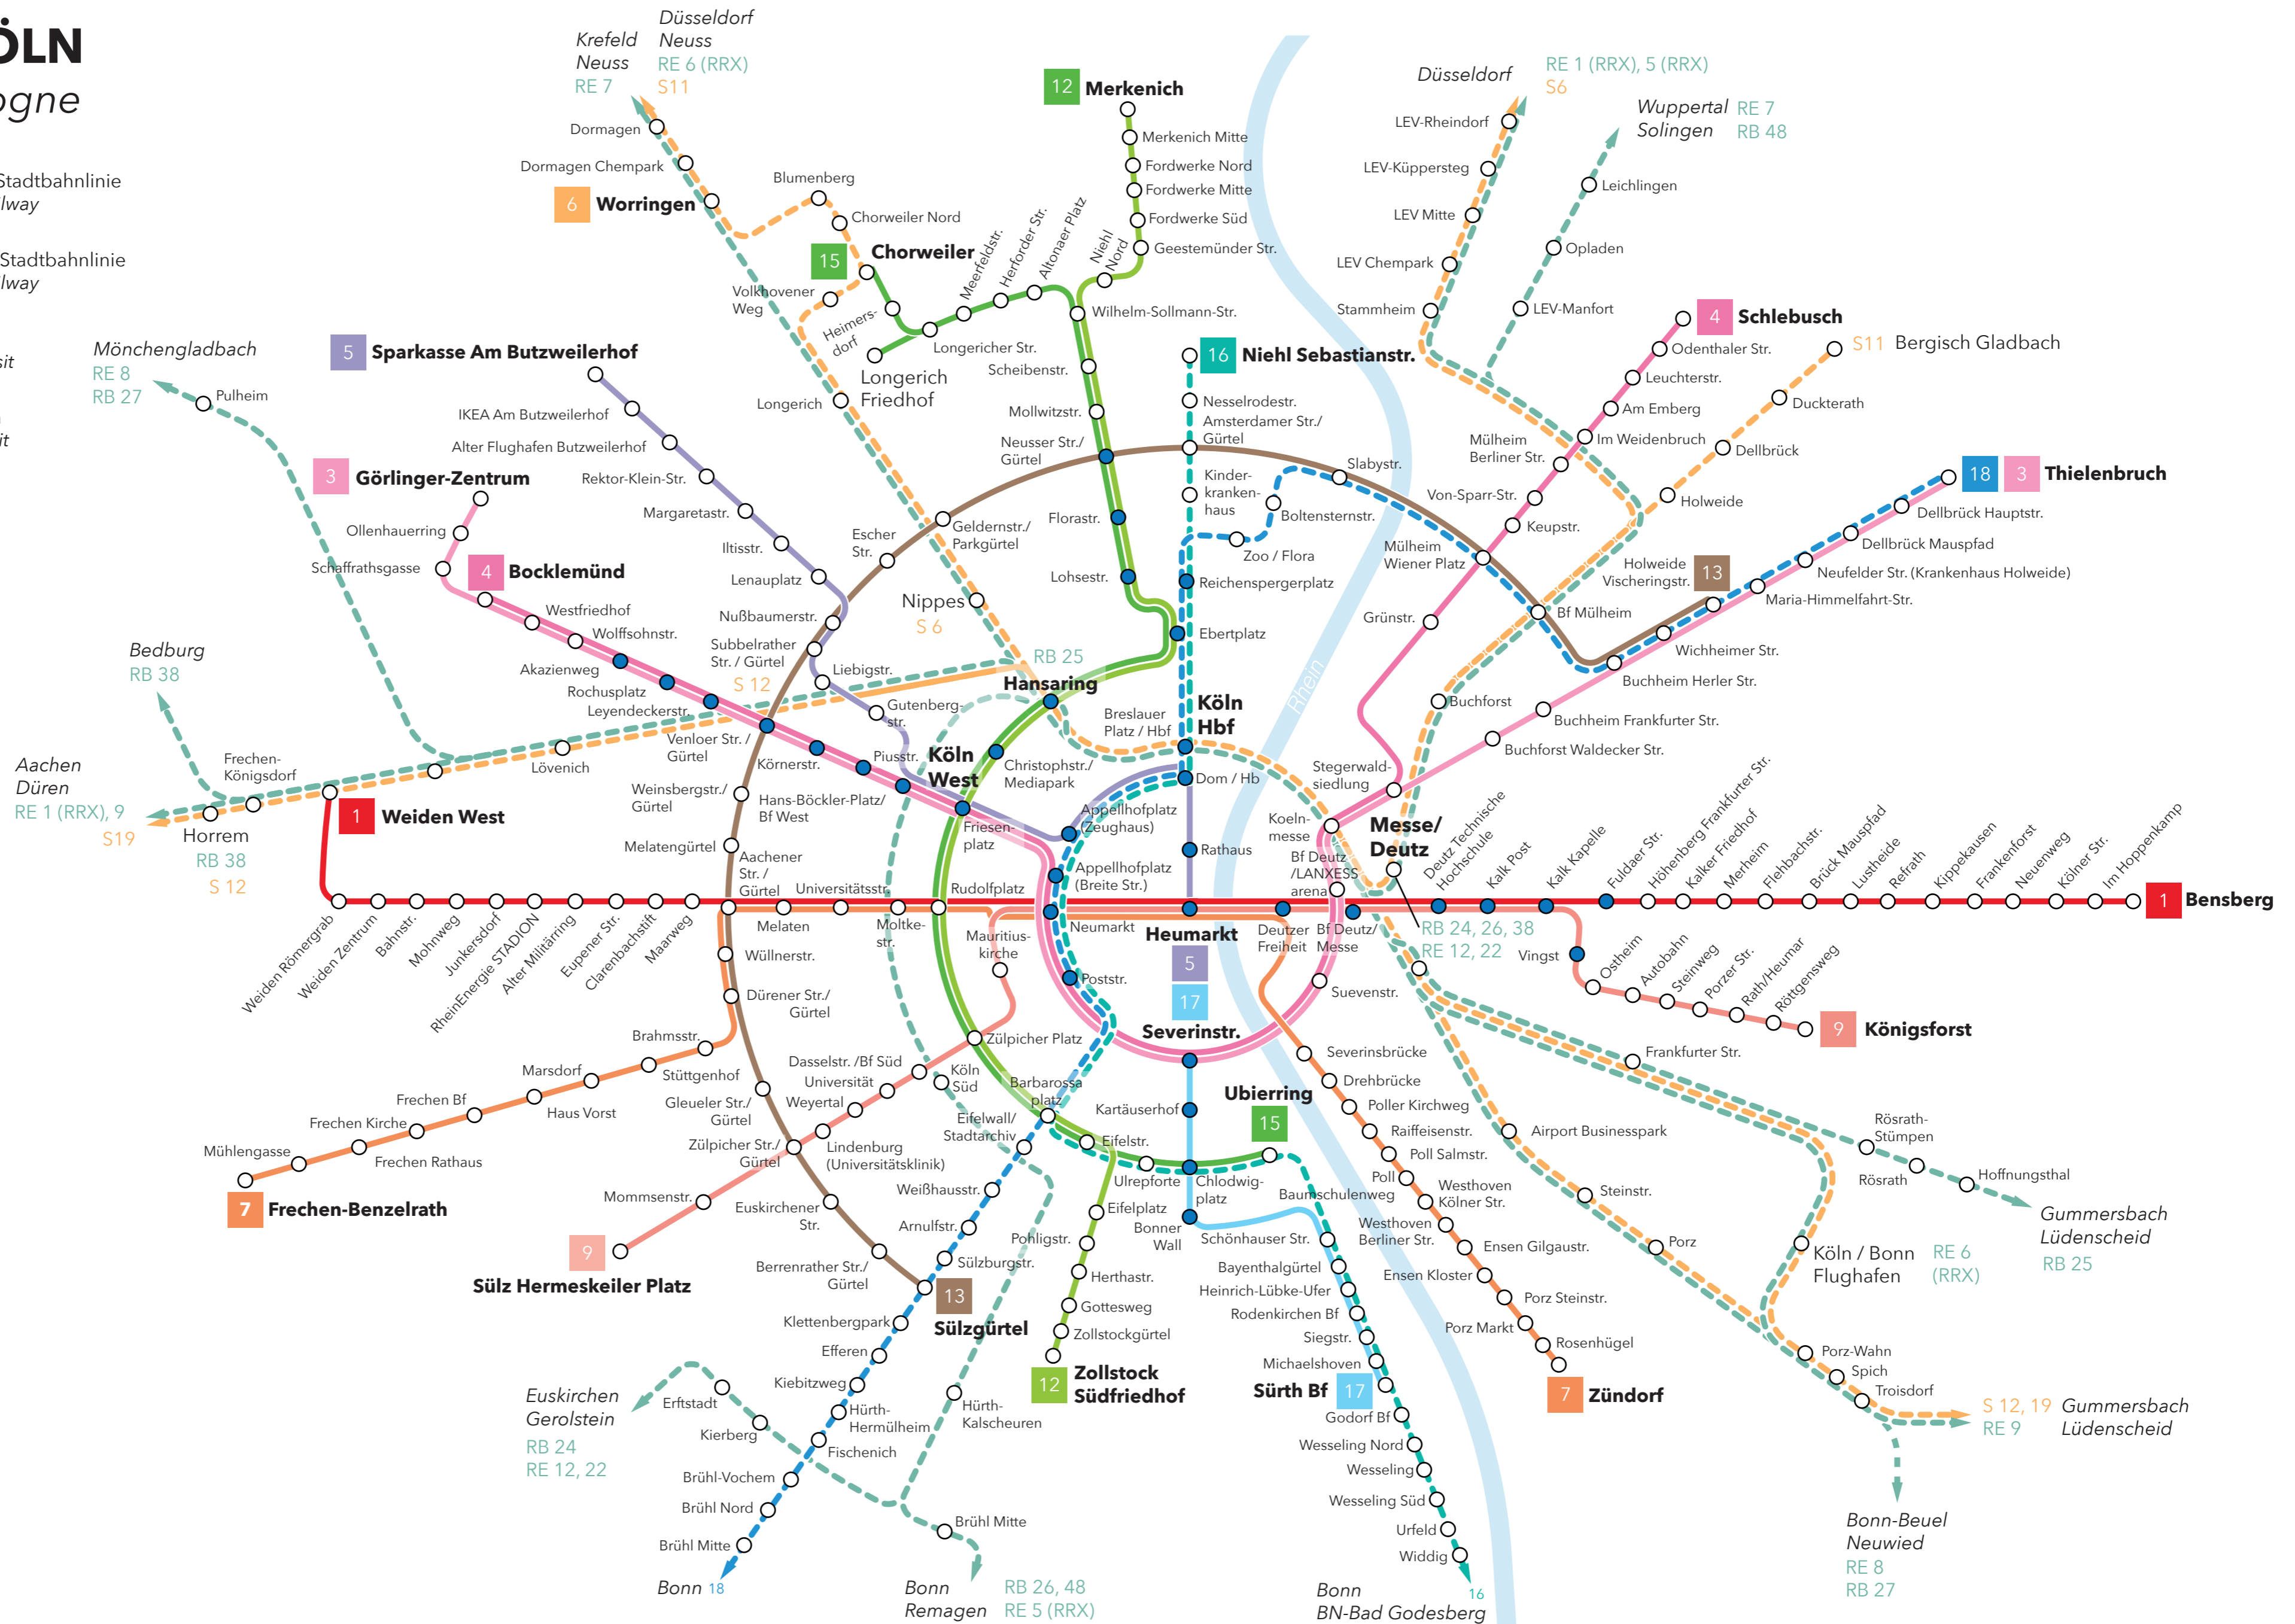 ÖLN
ogne
Stadtbahnlinie
lway
Stadtbahnlinie
lway
sit
it
Krefeld
Neuss
RE 7
Düsseldorf
Neuss
RE 6 (RRX)
S11
Dormagen
Dormagen Chempark
6 Worringen
Blumenberg
Chorweiler Nord
15 Chorweiler
Volkhovener
Weg
Heimers-
dorf
Longerich
Friedhof
Longericher Str.
Meerfeldstr.
Herforder Str.
Altonaer Platz
Niehl
Nord
12 Merkenich
Merkenich Mitte
Fordwerke Nord
Fordwerke Mitte
Fordwerke Süd
Geestemünder Str.
Wilhelm-Sollmann-Str.
Scheibenstr.
Mollwitzstr.
Neusser Str./
Gürtel
Florastr.
Lohsestr.
Ebertplatz
16 Niehl Sebastianstr.
Nesselrodestr.
Amsterdamer Str./
Gürtel
Kinder-
kranken-
haus
Boltensternstr.
Zoo / Flora
Reichenspergerplatz
Slabystr.
Düsseldorf
RE 1 (RRX), 5 (RRX)
S6
LEV-Rheindorf
LEV-Küppersteg
LEV Mitte
LEV Chempark
Stammheim
Wuppertal
Solingen
RE 7
RB 48
Leichlingen
Opladen
LEV-Manfort
4 Schlebusch
Odenthaler Str.
Leuchterstr.
Am Emberg
Im Weidenbruch
Mülheim
Berliner Str.
Von-Sparr-Str.
Keupstr.
Mülheim
Wiener Platz
Grünstr.
S11 Bergisch Gladbach
Duckterath
Dellbrück
Holweide
18 3 Thielenbruch
Dellbrück Hauptstr.
Dellbrück Mauspfad
Neufelder Str. (Krankenhaus Holweide)
Maria-Himmelfahrt-Str.
Holweide
Vischeringstr.
13
Wichheimer Str.
Bf Mülheim
Buchheim Herler Str.
Buchheim Frankfurter Str.
Buchforst Waldecker Str.
Buchforst
Stegerwald-
siedlung
Koeln-
messe
Bf Deutz
/LANXESS
arena
Messe/
Deutz
RB 24, 26, 38
RE 12, 22
Mönchengladbach
RE 8
RB 27
Pulheim
5 Sparkasse Am Butzweilerhof
IKEA Am Butzweilerhof
Alter Flughafen Butzweilerhof
Rektor-Klein-Str.
Margaretastr.
Iltisstr.
Lenauplatz
Nußbaumerstr.
Subbelrather
Str. / Gürtel
Liebigstr.
Gutenberg-
str.
Longerich
Geldernstr./
Parkgürtel
Escher
Str.
Nippes
S 6
RB 25
Hansaring
3 Görlinger-Zentrum
Ollenhauerring
Schaffrathsgasse
4 Bocklemünd
Westfriedhof
Wolffsohnstr.
Akazienweg
Rochusplatz
Leyendeckerstr.
S 12
Venloer Str. /
Gürtel
Körnerstr.
Piusstr.
Hans-Böckler-Platz/
Bf West
Köln
West
Friesen-
platz
Christophstr./
Mediapark
Breslauer
Platz / Hbf
Köln
Hbf
Dom / Hb
Appellhofplatz
(Zeughaus)
Appellhofplatz
(Breite Str.)
Rathaus
Neumarkt
Heumarkt
5
17
Poststr.
Severinstr.
Rhein
Bedburg
RB 38
Aachen
Düren
RE 1 (RRX), 9
S19
Frechen-
Königsdorf
Horrem
RB 38
S 12
Lövenich
1 Weiden West
Weiden Römergrab
Weiden Zentrum
Bahnstr.
Mohnweg
Junkersdorf
RheinEnergie STADION
Alter Militärring
Eupener Str.
Clarenbachstift
Maarweg
Weinsbergstr./
Gürtel
Melatengürtel
Aachener
Str. /
Gürtel
Melaten
Universitätsstr.
Moltke-
str.
Rudolfplatz
Mauritius-
kirche
Deutzer
Freiheit
Bf Deutz/
Messe
Deutz Technische
Hochschule
Kalk Post
Kalk Kapelle
Fuldaer Str.
Höhenberg Frankfurter Str.
Kalker Friedhof
Merheim
Flehbachstr.
Brück Mauspfad
Lustheide
Refrath
Kippekausen
Frankenforst
Neuenweg
Kölner Str.
Im Hoppenkamp
1 Bensberg
Vingst
Ostheim
Autobahn
Steinweg
Porzer Str.
Rath/Heumar
Röttgensweg
9 Königsforst
Suevenstr.
Wüllnerstr.
Dürener Str./
Gürtel
Brahmsstr.
Stüttgenhof
Marsdorf
Haus Vorst
Frechen Bf
Frechen Rathaus
Frechen Kirche
Mühlengasse
7 Frechen-Benzelrath
Gleueler Str./
Gürtel
Zülpicher Str./
Gürtel
Zülpicher Platz
Dasselstr. /Bf Süd
Universität
Weyertal
Lindenburg
(Universitätsklinik)
Mommsenstr.
9
Sülz Hermeskeiler Platz
Köln
Süd
Euskirchener
Str.
Berrenrather Str./
Gürtel
13
Sülzgürtel
Barbarossa
platz
Eifelwall/
Stadtarchiv
Weißhausstr.
Arnulfstr.
Sülzburgstr.
Klettenbergpark
Efferen
Kiebitzweg
Hürth-
Hermülheim
Fischenich
Brühl-Vochem
Brühl Nord
Brühl Mitte
Bonn 18
Eifelstr.
Eifelplatz
Pohligstr.
Herthastr.
Gottesweg
Zollstockgürtel
12 Zollstock
Südfriedhof
Ulrepforte
Chlodwig-
platz
Kartäuserhof
Bonner
Wall
Ubierring
15
Baumschulenweg
Schönhauser Str.
Bayenthalgürtel
Heinrich-Lübke-Ufer
Rodenkirchen Bf
Siegstr.
Michaelshoven
Sürth Bf 17
Godorf Bf
Wesseling Nord
Wesseling
Wesseling Süd
Urfeld
Widdig
16
Bonn
BN-Bad Godesberg
Severinsbrücke
Drehbrücke
Poller Kirchweg
Raiffeisenstr.
Poll Salmstr.
Poll
Westhoven
Kölner Str.
Westhoven
Berliner Str.
Ensen Gilgaustr.
Ensen Kloster
Porz Steinstr.
Porz Markt
Rosenhügel
7 Zündorf
Frankfurter Str.
Airport Businesspark
Steinstr.
Porz
Köln / Bonn
Flughafen
RE 6
(RRX)
Rösrath-
Stümpen
Rösrath
Hoffnungsthal
Gummersbach
Lüdenscheid
RB 25
Porz-Wahn
Spich
Troisdorf
S 12, 19
RE 9
Gummersbach
Lüdenscheid
Bonn-Beuel
Neuwied
RE 8
RB 27
Euskirchen
Gerolstein
RB 24
RE 12, 22
Erftstadt
Kierberg
Hürth-
Kalscheuren
Brühl Mitte
Bonn
Remagen
RB 26, 48
RE 5 (RRX)